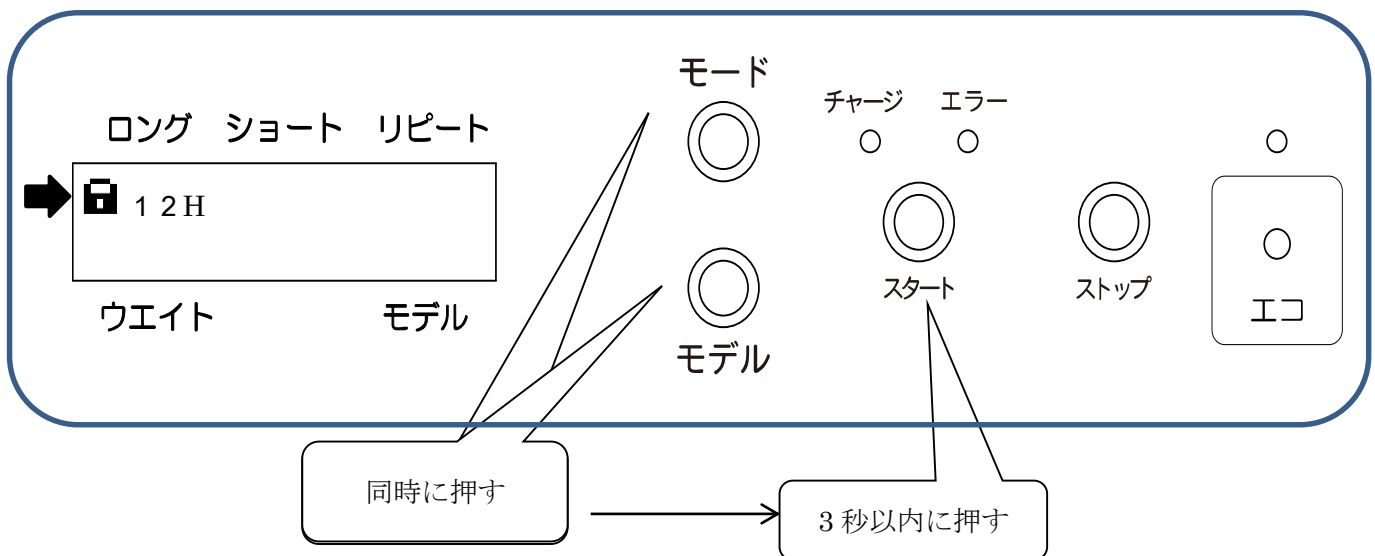 モード
チャージ エラー
ロング ショート リピート
１２H
スタート ストップ
エコ
ウエイト モデル
モデル
同時に押す
3秒以内に押す